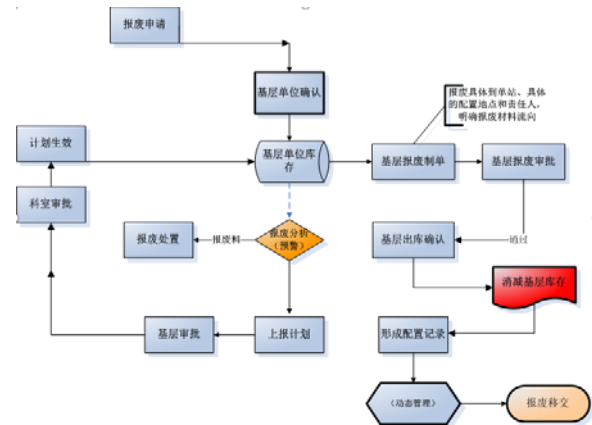 报废申请
基层单位确认
报废具体到单站、具体
的配置地点和责任人，
明确报废材料流向
计划生效
基层单位库
存
基层报废制单
基层报废审批
科室审批
报废处置
报废料
报废分析
（预警）
基层出库确认
通过
消减基层库存
基层审批
上报计划
形成配置记录
（动态管理）
报废移交